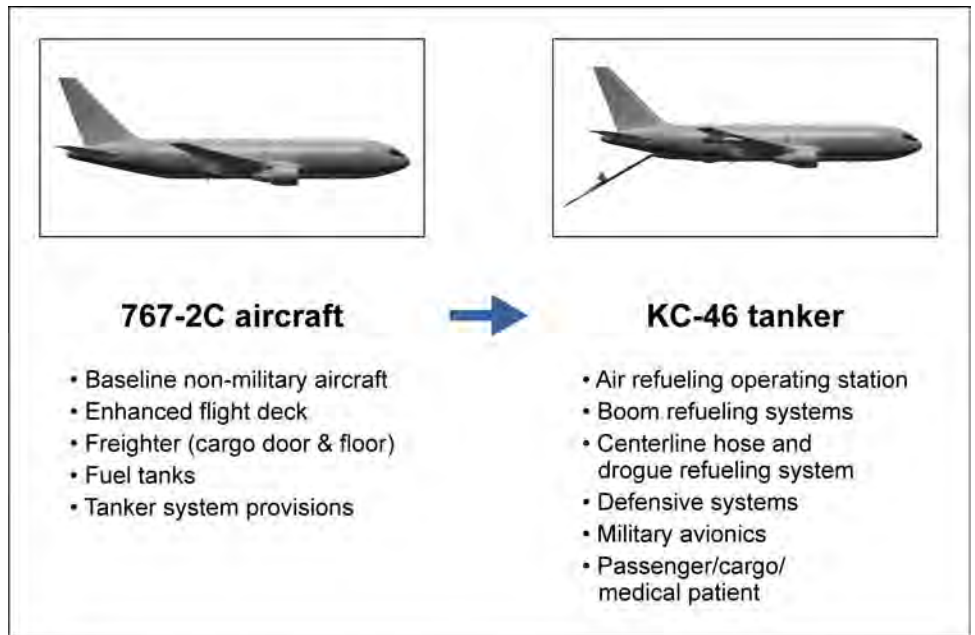 767-2C aircraft
• Baseline non-military aircraft
• Enhanced flight deck
• Freighter (cargo door & floor)
• Fuel tanks
• Tanker system provisions
KC-46 tanker
• Air refueling operating station
• Boom refueling systems
• Centerline hose and
drogue refueling system
• Defensive systems
• Military avionics
• Passenger/cargo/
medical patient